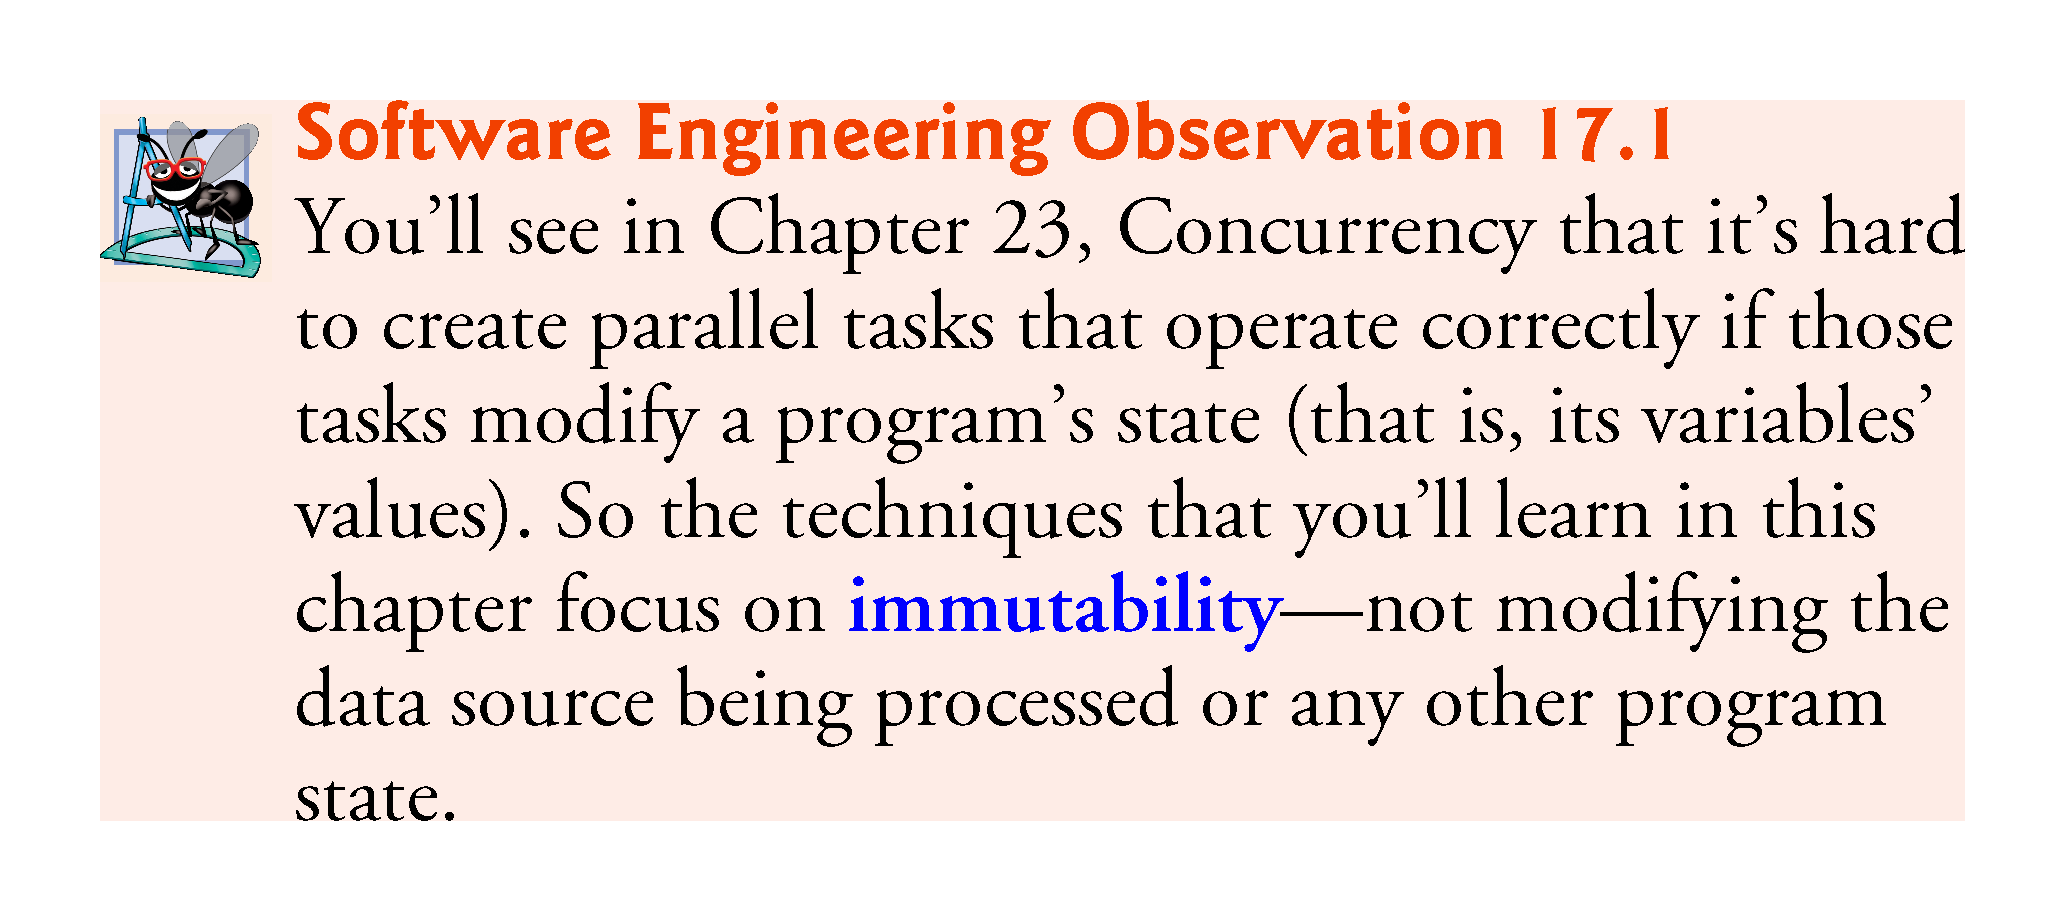 Software Engineering Observation 17.1
You’ll see in Chapter 23, Concurrency that it’s hard
to create parallel tasks that operate correctly if those
tasks modify a program’s state (that is, its variables’
values). So the techniques that you’ll learn in this
chapter focus on immutability—not modifying the
data source being processed or any other program
state.